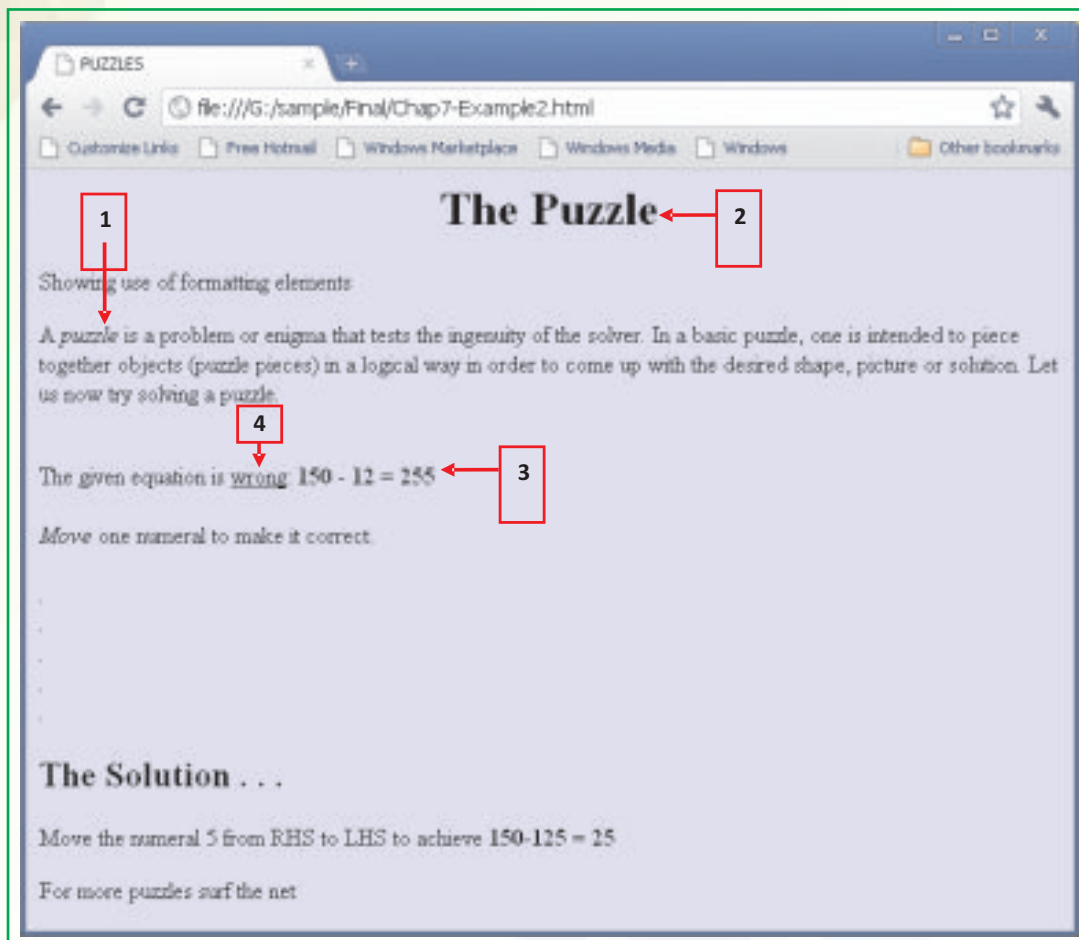 PUZZLES
file:///G:/sample/Final/Chap7-Example2.html
Customize Links Free Hotmail Windows Marketplace Windows Media Windows Other bookmarks
The Puzzle
2
1
Showing use of formatting elements
A puzzle is a problem or enigma that tests the ingenuity of the solver. In a basic puzzle, one is intended to piece
together objects (puzzle pieces) in a logical way in order to come up with the desired shape, picture or solution. Let
us now try solving a puzzle.
4
The given equation is wrong: 150 - 12 = 255
3
Move one numeral to make it correct.
.
.
.
.
.
The Solution . . .
Move the numeral 5 from RHS to LHS to achieve 150-125 = 25
For more puzzles surf the net